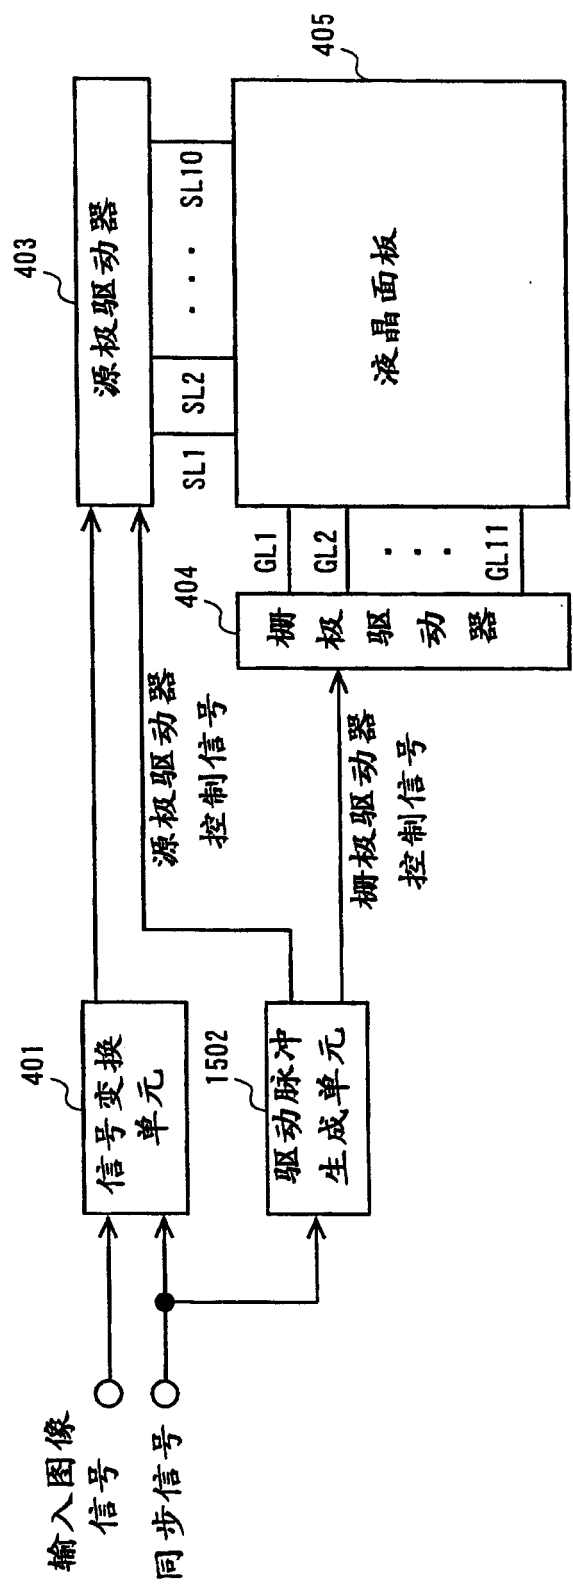 输入图像
信号
同步信号
401
信号变换
单元
1502
驱动脉冲
生成单元
源极驱动器
控制信号
栅极驱动器
控制信号
403
源极驱动器
404
栅极驱动器
SL1
SL2
· · ·
SL10
GL1
GL2
· · ·
GL11
405
液晶面板